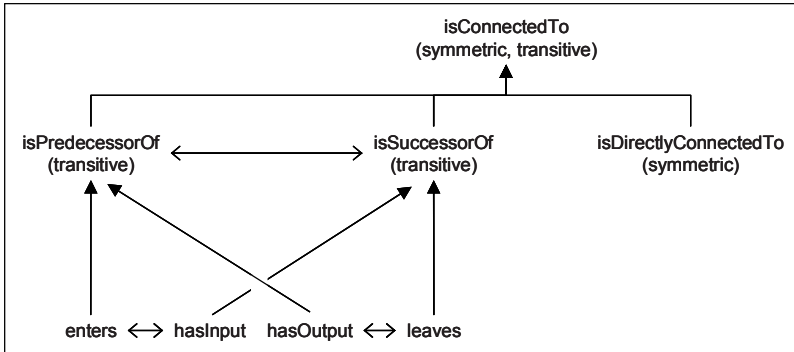 isConnectedTo
(symmetric, transitive)
isPredecessorOf
(transitive)
isSuccessorOf
(transitive)
isDirectlyConnectedTo
(symmetric)
enters
hasInput
hasOutput
leaves